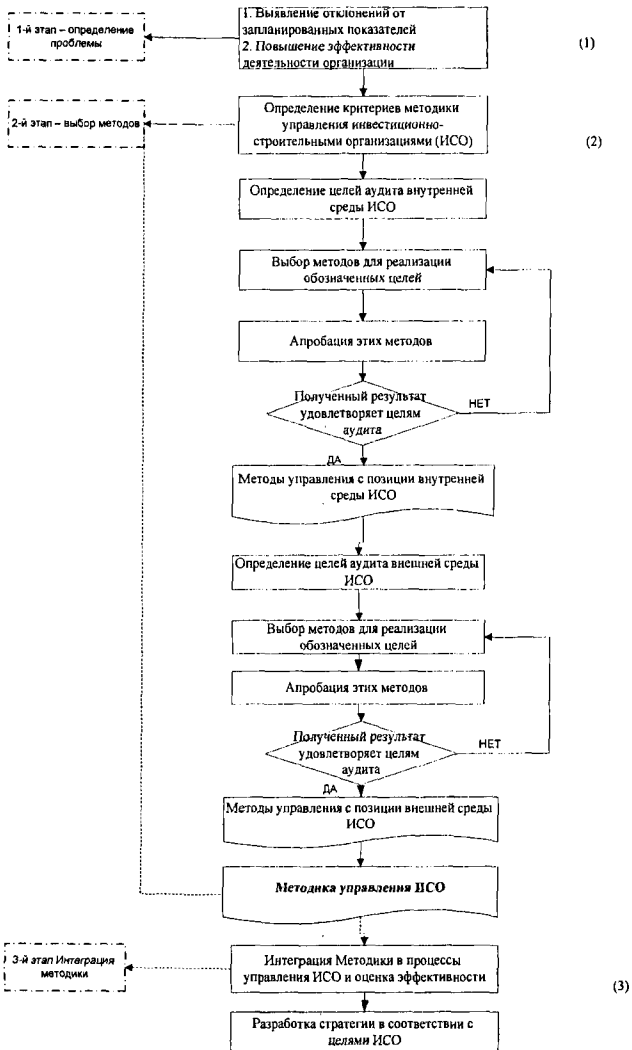 1-й этап – определение
проблемы
1. Выявление отклонений от
запланированных показателей
2. Повышение эффективности
деятельности организации
(1)
2-й этап – выбор методов
Определение критериев методики
управления инвестиционно-
строительными организациями (ИСО)
(2)
Определение целей аудита внутренней
среды ИСО
Выбор методов для реализации
обозначенных целей
Апробация этих методов
Полученный результат
удовлетворяет целям
аудита
НЕТ
ДА
Методы управления с позиции внутренней
среды ИСО
Определение целей аудита внешней среды
ИСО
Выбор методов для реализации
обозначенных целей
Апробация этих методов
Полученный результат
удовлетворяет целям
аудита
НЕТ
ДА
Методы управления с позиции внешней среды
ИСО
Методика управления ИСО
3-й этап Интеграция
методики
Интеграция Методики в процессы
управления ИСО и оценка эффективности
(3)
Разработка стратегии в соответствии с
целями ИСО